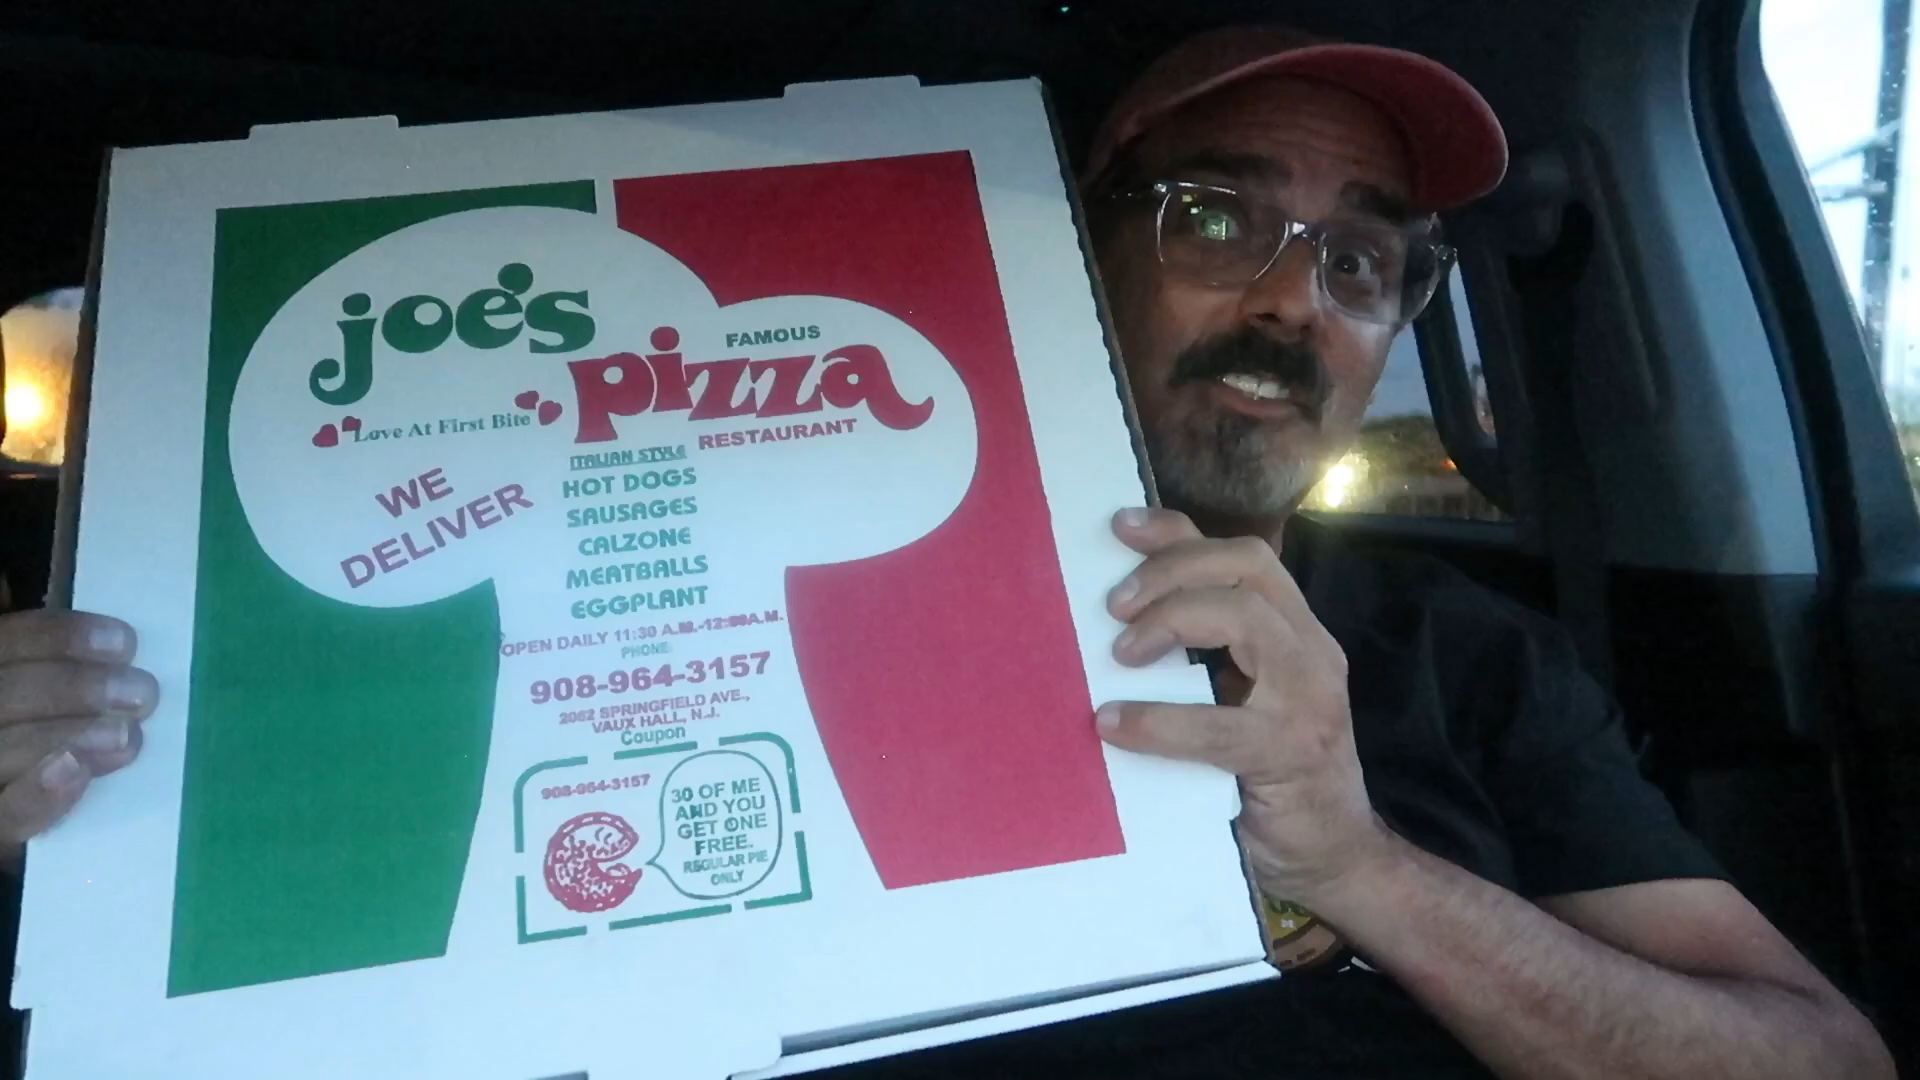 joe's
FAMOUS
pizza
Love At First Bite
RESTAURANT
WE
DELIVER
ITALIAN STYLE
HOT DOGS
SAUSAGES
CALZONE
MEATBALLS
EGGPLANT
OPEN DAILY 11:30 A.M.-12:00A.M.
PHONE:
908-964-3157
2062 SPRINGFIELD AVE.,
VAUX HALL, N.J.
Coupon
908-964-3157
30 OF ME
AND YOU
GET ONE
FREE.
REGULAR PIE
ONLY